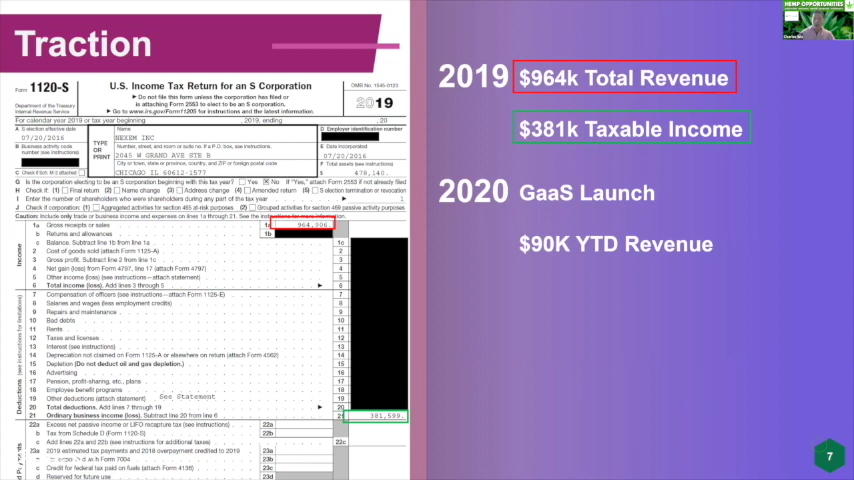 HEMP OPPORTUNITIES
Traction
Form 1120-S
Department of the Treasury
Internal Revenue Service
U.S. Income Tax Return for an S Corporation
▶ Do not file this form unless the corporation has filed or
is attaching Form 2553 to elect to be an S corporation.
▶ Go to www.irs.gov/Form1120S for instructions and the latest information.
OMB No. 1545-0123
2019
For calendar year 2019 or tax year beginning , 2019, ending , 20
A S election effective date
07/20/2016
B Business activity code
number (see instructions)
C Check if Sch. M-3 attached
TYPE
OR
PRINT
Name
NEXEM INC
Number, street, and room or suite no. If a P.O. box, see instructions.
2045 W GRAND AVE STE B
City or town, state or province, country, and ZIP or foreign postal code
CHICAGO IL 60612-1577
D Employer identification number
E Date incorporated
07/20/2016
F Total assets (see instructions)
$ 478,140.
G Is the corporation electing to be an S corporation beginning with this tax year? Yes No If "Yes," attach Form 2553 if not already filed
H Check if: (1) Final return (2) Name change (3) Address change (4) Amended return (5) S election termination or revocation
I Enter the number of shareholders who were shareholders during any part of the tax year 1
J Check if corporation: (1) Aggregated activities for section 465 at-risk purposes (2) Grouped activities for section 469 passive activity purposes
Caution: Include only trade or business income and expenses on lines 1a through 21. See the instructions for more information.
Income
1a Gross receipts or sales 1a 964,906.
b Returns and allowances 1b
c Balance. Subtract line 1b from line 1a 1c
2 Cost of goods sold (attach Form 1125-A) 2
3 Gross profit. Subtract line 2 from line 1c 3
4 Net gain (loss) from Form 4797, line 17 (attach Form 4797) 4
5 Other income (loss) (see instructions—attach statement) 5
6 Total income (loss). Add lines 3 through 5 ▶ 6
Deductions (see instructions for limitations)
7 Compensation of officers (see instructions—attach Form 1125-E) 7
8 Salaries and wages (less employment credits) 8
9 Repairs and maintenance 9
10 Bad debts 10
11 Rents 11
12 Taxes and licenses 12
13 Interest (see instructions) 13
14 Depreciation not claimed on Form 1125-A or elsewhere on return (attach Form 4562) 14
15 Depletion (Do not deduct oil and gas depletion.) 15
16 Advertising 16
17 Pension, profit-sharing, etc., plans 17
18 Employee benefit programs 18
19 Other deductions (attach statement) See Statement 19
20 Total deductions. Add lines 7 through 19 ▶ 20
21 Ordinary business income (loss). Subtract line 20 from line 6 21 381,599.
22a Excess net passive income or LIFO recapture tax (see instructions) 22a
b Tax from Schedule D (Form 1120-S) 22b
c Add lines 22a and 22b (see instructions for additional taxes) 22c
23a 2019 estimated tax payments and 2018 overpayment credited to 2019 23a
Form 7004 23b
c Credit for federal tax paid on fuels (attach Form 4136) 23c
d Reserved for future use 23d
2019 $964k Total Revenue
$381k Taxable Income
2020 GaaS Launch
$90K YTD Revenue
7